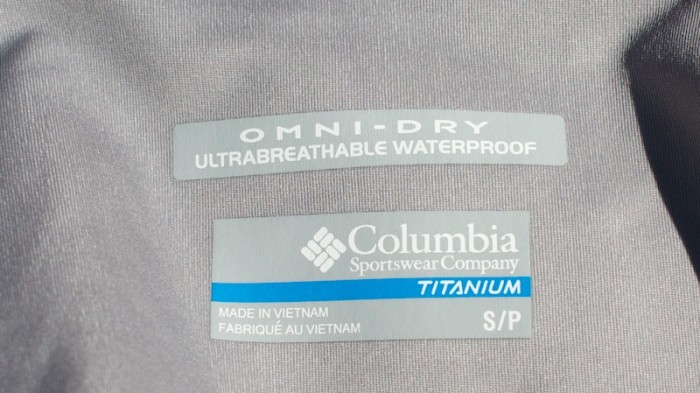 OMNI-DRY
ULTRABREATHABLE WATERPROOF
Columbia
Sportswear Company
TITANIUM
MADE IN VIETNAM
FABRIQUÉ AU VIETNAM
S/P